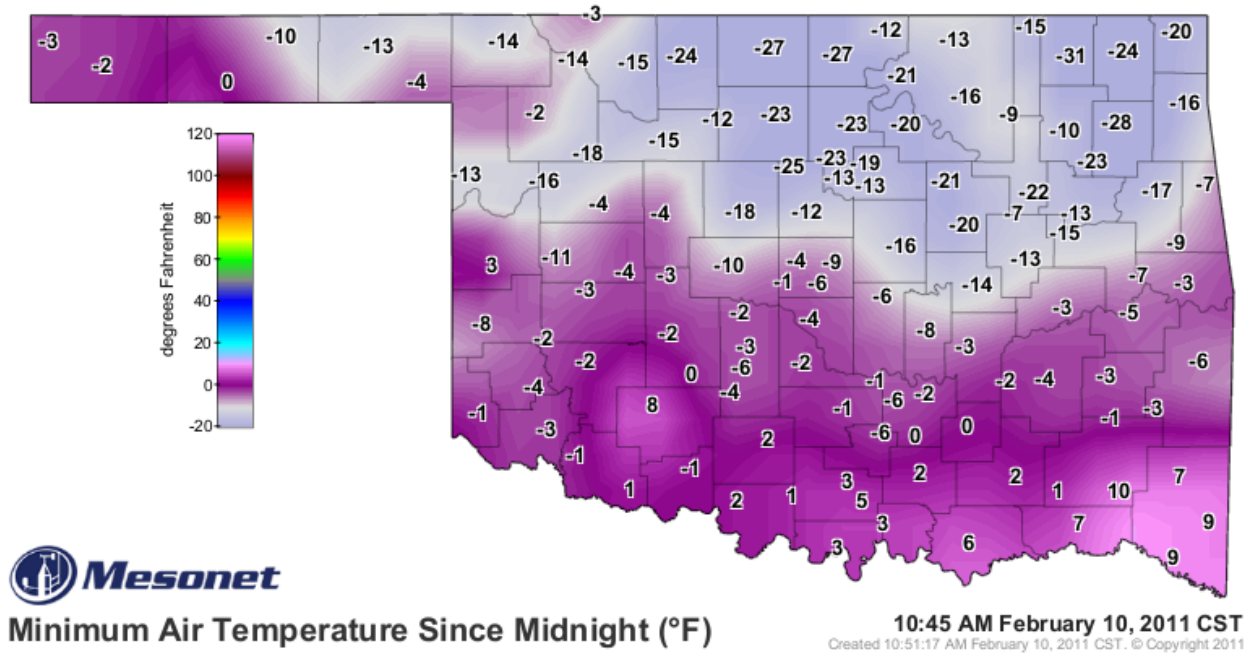 -3
-3 -10 -14 -12 -13 -15 -20
-2 0 -13 -4 -14 -15 -24 -27 -27 -31 -24
-21
-2 -12 -23 -16 -9 -16
-23 -20 -10 -28
120
-18 -15 -25 -23 -19 -23
100
-13 -16 -13 -13 -21 -22 -17 -7
80
-4 -4 -18 -12 -20 -7 -13
-15
60
3 -11 -4 -3 -10 -4 -9 -16 -13 -9
-3 -1 -6 -6 -14 -7 -3
40
-8 -2 -2 -2 -4 -8 -3 -5
20
-2 -3 -2 -3 -6
0
-4 0 -6 -1 -2 -2 -4 -3
-4 -6
-1 8 -1 -1 -3
-20
-3 2 -6 0 0
-1 -1 3 2 2 7
1 2 1 5 1 10
3 7 9
3 6 9
degrees Fahrenheit
Mesonet
Minimum Air Temperature Since Midnight (°F)
10:45 AM February 10, 2011 CST
Created 10:51:17 AM February 10, 2011 CST. © Copyright 2011